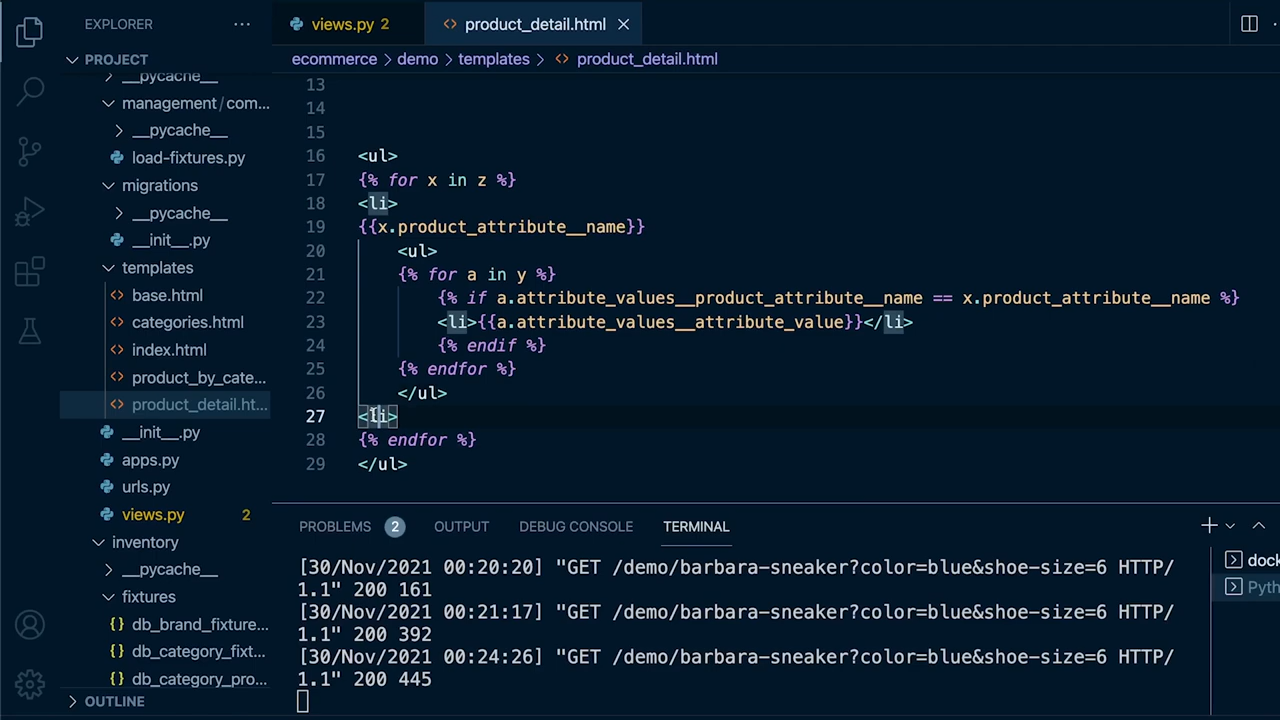 EXPLORER ···
PROJECT
__pycache__
management/com...
__pycache__
load-fixtures.py
migrations
__pycache__
__init__.py
templates
base.html
categories.html
index.html
product_by_cate...
product_detail.ht...
__init__.py
apps.py
urls.py
views.py 2
inventory
__pycache__
fixtures
{} db_brand_fixture...
{} db_category_fixt...
{} db_category_pro...
OUTLINE
views.py 2
<> product_detail.html ×
ecommerce > demo > templates > <> product_detail.html
13
14
15
16 <ul>
17 {% for x in z %}
18 <li>
19 {{x.product_attribute__name}}
20 <ul>
21 {% for a in y %}
22 {% if a.attribute_values__product_attribute__name == x.product_attribute__name %}
23 <li>{{a.attribute_values__attribute_value}}</li>
24 {% endif %}
25 {% endfor %}
26 </ul>
27 <li>
28 {% endfor %}
29 </ul>
PROBLEMS 2 OUTPUT DEBUG CONSOLE TERMINAL
[30/Nov/2021 00:20:20] "GET /demo/barbara-sneaker?color=blue&shoe-size=6 HTTP/
1.1" 200 161
[30/Nov/2021 00:21:17] "GET /demo/barbara-sneaker?color=blue&shoe-size=6 HTTP/
1.1" 200 392
[30/Nov/2021 00:24:26] "GET /demo/barbara-sneaker?color=blue&shoe-size=6 HTTP/
1.1" 200 445
dock
Pyth